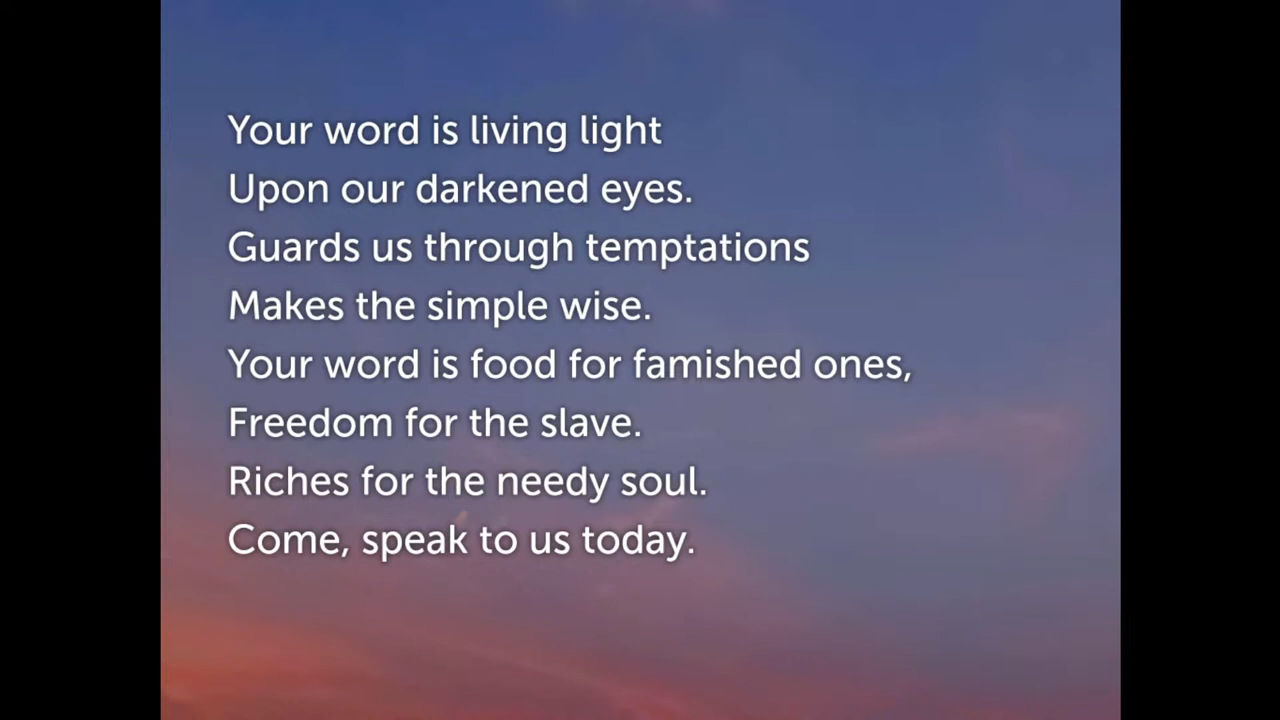 Your word is living light
Upon our darkened eyes.
Guards us through temptations
Makes the simple wise.
Your word is food for famished ones,
Freedom for the slave.
Riches for the needy soul.
Come, speak to us today.